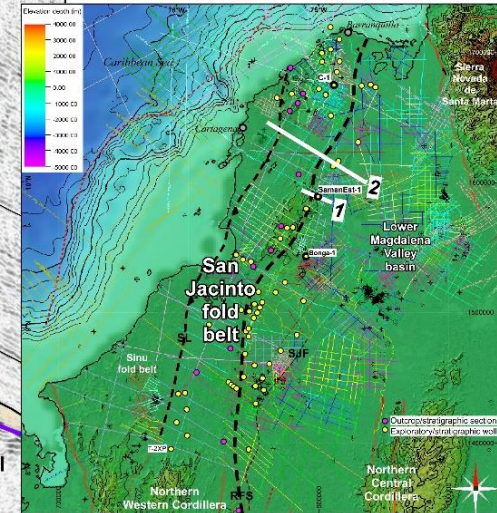 Elevation depth (m)
4000.00
3000.00
2000.00
1000.00
0.00
-1000.00
-2000.00
-3000.00
-4000.00
-5000.00
76°W
75°W
Barranquilla
Caribbean Sea
C-1
Sierra
Nevada
de
Santa Marta
Cartagena
2
SamanEst-1
1
Lower
Magdalena
Valley
basin
Bonga-1
San
Jacinto
fold
belt
SL
SJF
Sinu
fold belt
Outcrop/stratigraphic section
Exploratory/stratigraphic well
T-2XP
Northern
Western Cordillera
RFS
Northern
Central
Cordillera